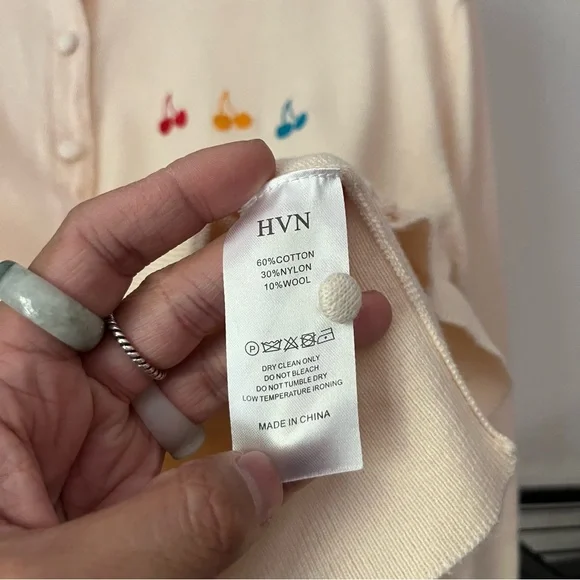 HVN
60%COTTON
30%NYLON
10%WOOL
P
DRY CLEAN ONLY
DO NOT BLEACH
DO NOT TUMBLE DRY
LOW TEMPERATURE IRONING
MADE IN CHINA